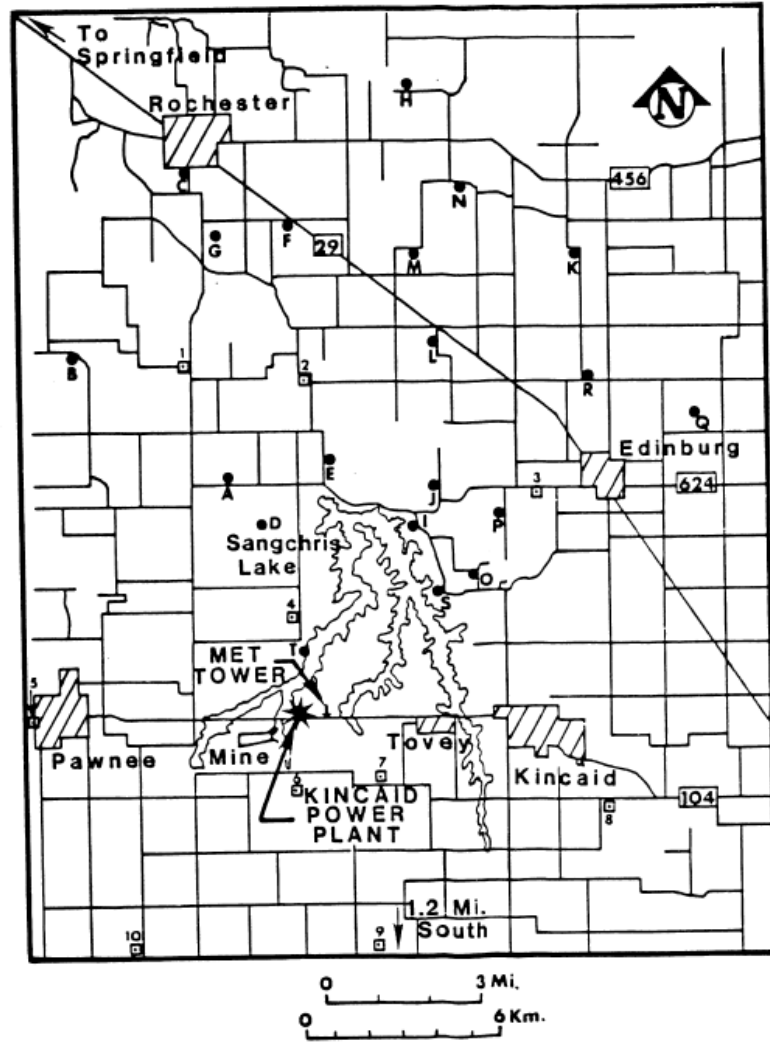 To
Springfield
Rochester
H
N
456
C
N
G
F
29
M
K
B
1
2
L
R
Q
Edinburg
E
A
J
3
624
D
I
P
Sangchris
Lake
O
4
S
T
MET
TOWER
5
Pawnee
Mine
Tovey
Kincaid
6
7
KINCAID
POWER
PLANT
104
8
1.2 Mi.
South
10
9
0 3 Mi.
0 6 Km.